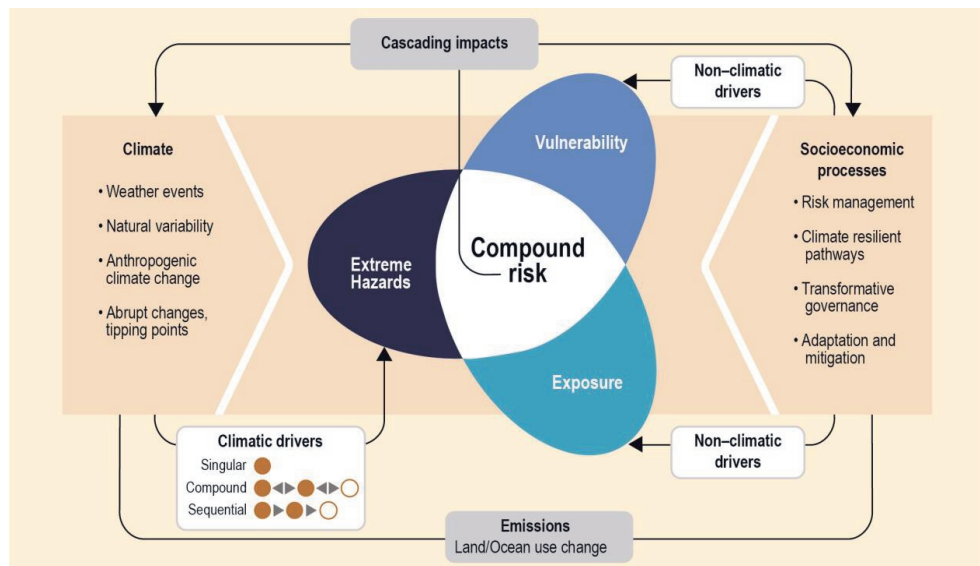 Cascading impacts
Non–climatic
drivers
Climate
• Weather events
• Natural variability
• Anthropogenic
climate change
• Abrupt changes,
tipping points
Vulnerability
Extreme
Hazards
Compound
risk
Exposure
Socioeconomic
processes
• Risk management
• Climate resilient
pathways
• Transformative
governance
• Adaptation and
mitigation
Climatic drivers
Singular
Compound
Sequential
Non–climatic
drivers
Emissions
Land/Ocean use change